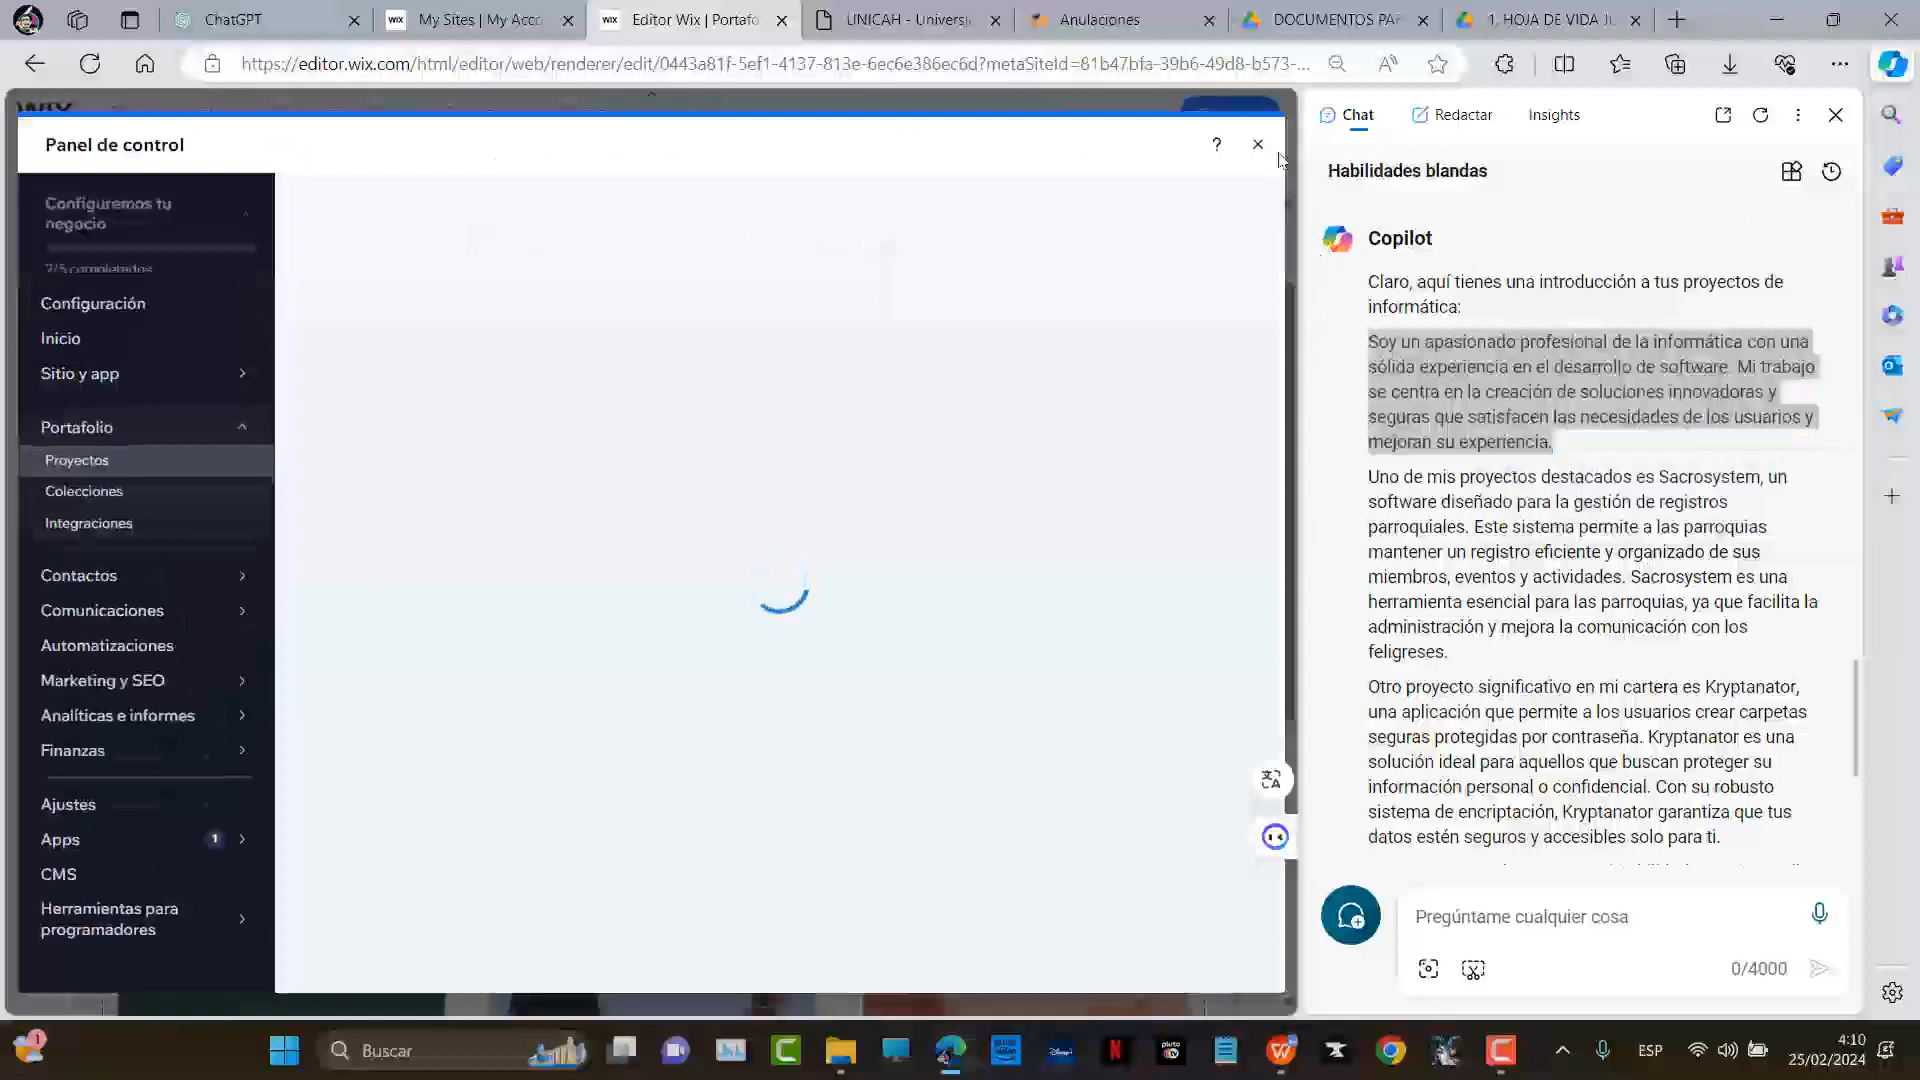 ChatGPT
WIX My Sites | My Acco
WIX Editor Wix | Portafo
UNICAH - Universi
Anulaciones
DOCUMENTOS PAR
1. HOJA DE VIDA JU
https://editor.wix.com/html/editor/web/renderer/edit/0443a81f-5ef1-4137-813e-6ec6e386ec6d?metaSiteId=81b47bfa-39b6-49d8-b573-...
Panel de control
?
Configuremos tu
negocio
2/5 completados
Configuración
Inicio
Sitio y app
Portafolio
Proyectos
Colecciones
Integraciones
Contactos
Comunicaciones
Automatizaciones
Marketing y SEO
Analíticas e informes
Finanzas
Ajustes
Apps 1
CMS
Herramientas para
programadores
Chat Redactar Insights
Habilidades blandas
Copilot
Claro, aquí tienes una introducción a tus proyectos de
informática:
Soy un apasionado profesional de la informática con una
sólida experiencia en el desarrollo de software. Mi trabajo
se centra en la creación de soluciones innovadoras y
seguras que satisfacen las necesidades de los usuarios y
mejoran su experiencia.
Uno de mis proyectos destacados es Sacrosystem, un
software diseñado para la gestión de registros
parroquiales. Este sistema permite a las parroquias
mantener un registro eficiente y organizado de sus
miembros, eventos y actividades. Sacrosystem es una
herramienta esencial para las parroquias, ya que facilita la
administración y mejora la comunicación con los
feligreses.
Otro proyecto significativo en mi cartera es Kryptanator,
una aplicación que permite a los usuarios crear carpetas
seguras protegidas por contraseña. Kryptanator es una
solución ideal para aquellos que buscan proteger su
información personal o confidencial. Con su robusto
sistema de encriptación, Kryptanator garantiza que tus
datos estén seguros y accesibles solo para ti.
Pregúntame cualquier cosa
0/4000
Buscar
ESP
4:10
25/02/2024